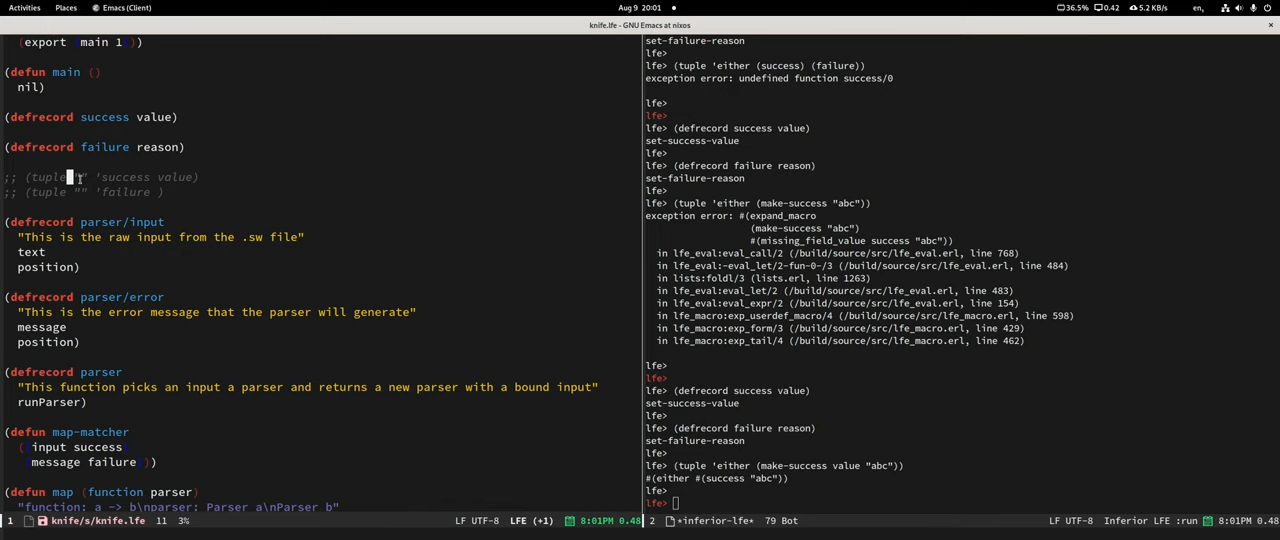 Activities Places Emacs (Client) Aug 9 20:01 36.5% 0.42 5.2 KB/s en,
knife.lfe - GNU Emacs at nixos
(export (main 1))
(defun main ()
nil)
(defrecord success value)
(defrecord failure reason)
;; (tuple "" 'success value)
;; (tuple "" 'failure )
(defrecord parser/input
"This is the raw input from the .sw file"
text
position)
(defrecord parser/error
"This is the error message that the parser will generate"
message
position)
(defrecord parser
"This function picks an input a parser and returns a new parser with a bound input"
runParser)
(defun map-matcher
((input success)
(message failure))
(defun map (function parser)
"function: a -> b\nparser: Parser a\nParser b"
1 knife/s/knife.lfe 11 3% LF UTF-8 LFE (+1) 8:01PM 0.48
set-failure-reason
lfe>
lfe> (tuple 'either (success) (failure))
exception error: undefined function success/0
lfe>
lfe>
lfe> (defrecord success value)
set-success-value
lfe>
lfe> (defrecord failure reason)
set-failure-reason
lfe>
lfe> (tuple 'either (make-success "abc"))
exception error: #(expand_macro
(make-success "abc")
#(missing_field_value success "abc"))
in lfe_eval:eval_call/2 (/build/source/src/lfe_eval.erl, line 768)
in lfe_eval:-eval_let/2-fun-0-/3 (/build/source/src/lfe_eval.erl, line 484)
in lists:foldl/3 (lists.erl, line 1263)
in lfe_eval:eval_let/2 (/build/source/src/lfe_eval.erl, line 483)
in lfe_eval:eval_expr/2 (/build/source/src/lfe_eval.erl, line 154)
in lfe_macro:exp_userdef_macro/4 (/build/source/src/lfe_macro.erl, line 598)
in lfe_macro:exp_form/3 (/build/source/src/lfe_macro.erl, line 429)
in lfe_macro:exp_tail/4 (/build/source/src/lfe_macro.erl, line 462)
lfe>
lfe>
lfe> (defrecord success value)
set-success-value
lfe>
lfe> (defrecord failure reason)
set-failure-reason
lfe>
lfe> (tuple 'either (make-success value "abc"))
#(either #(success "abc"))
lfe>
lfe>
2 *inferior-lfe* 79 Bot LF UTF-8 Inferior LFE :run 8:01PM 0.48